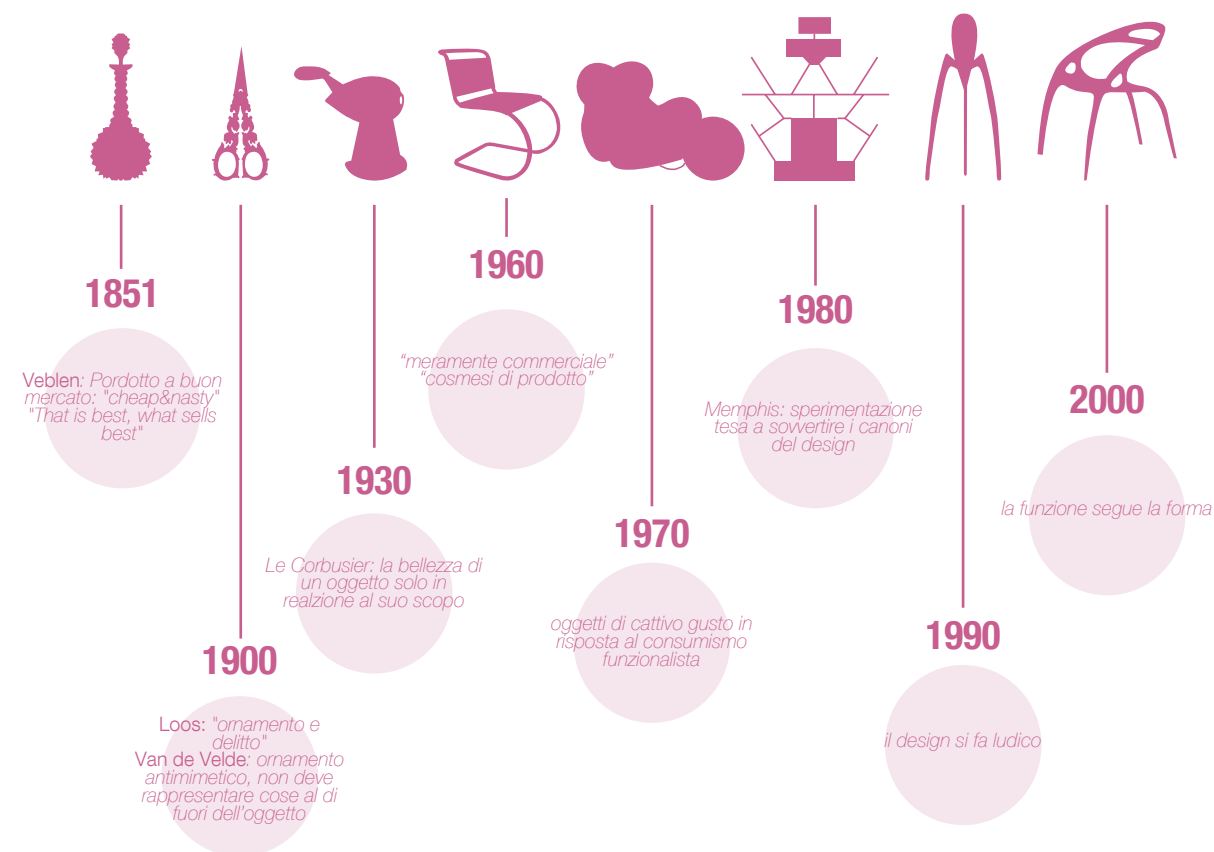 1851
Veblen: Pordotto a buon
mercato: "cheap&nasty"
"That is best, what sells
best"
1900
Loos: "ornamento e
delitto"
Van de Velde: ornamento
antimimetico, non deve
rappresentare cose al di
fuori dell'oggetto
1930
Le Corbusier: la bellezza di
un oggetto solo in
realzione al suo scopo
1960
“meramente commerciale”
“cosmesi di prodotto”
1970
oggetti di cattivo gusto in
risposta al consumismo
funzionalista
1980
Memphis: sperimentazione
tesa a sovvertire i canoni
del design
1990
il design si fa ludico
2000
la funzione segue la forma